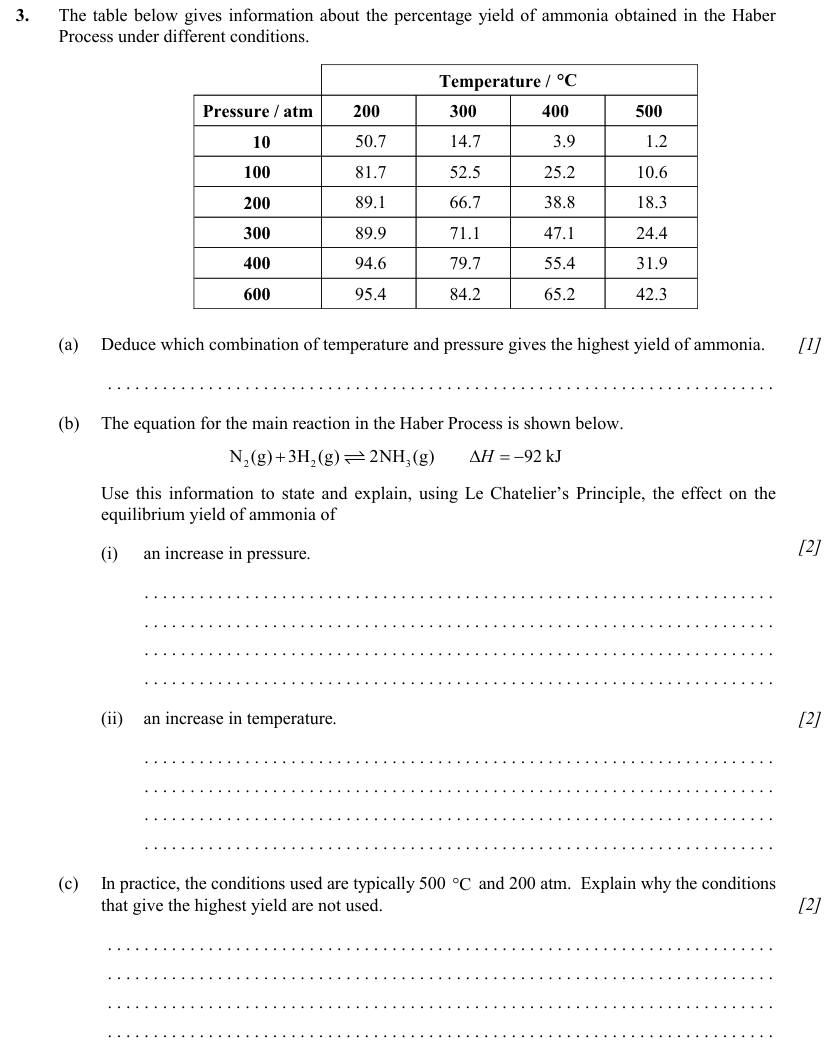 3. The table below gives information about the percentage yield of ammonia obtained in the Haber
Process under different conditions.
Temperature / °C
Pressure / atm 200 300 400 500
10 50.7 14.7 3.9 1.2
100 81.7 52.5 25.2 10.6
200 89.1 66.7 38.8 18.3
300 89.9 71.1 47.1 24.4
400 94.6 79.7 55.4 31.9
600 95.4 84.2 65.2 42.3
(a) Deduce which combination of temperature and pressure gives the highest yield of ammonia. [1]
(b) The equation for the main reaction in the Haber Process is shown below.
N₂(g)+3H₂(g)⇌2NH₃(g) ΔH = −92 kJ
Use this information to state and explain, using Le Chatelier's Principle, the effect on the
equilibrium yield of ammonia of
(i) an increase in pressure. [2]
(ii) an increase in temperature. [2]
(c) In practice, the conditions used are typically 500 °C and 200 atm. Explain why the conditions
that give the highest yield are not used. [2]